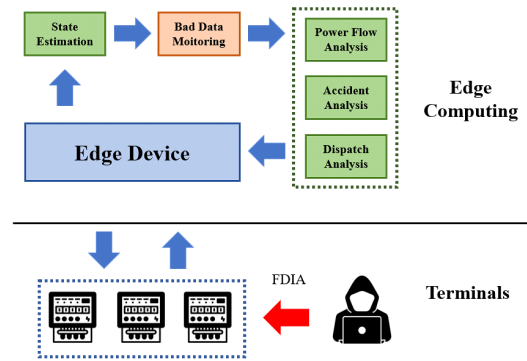 State
Estimation
Bad Data
Moitoring
Power Flow
Analysis
Accident
Analysis
Dispatch
Analysis
Edge
Computing
Edge Device
FDIA
Terminals